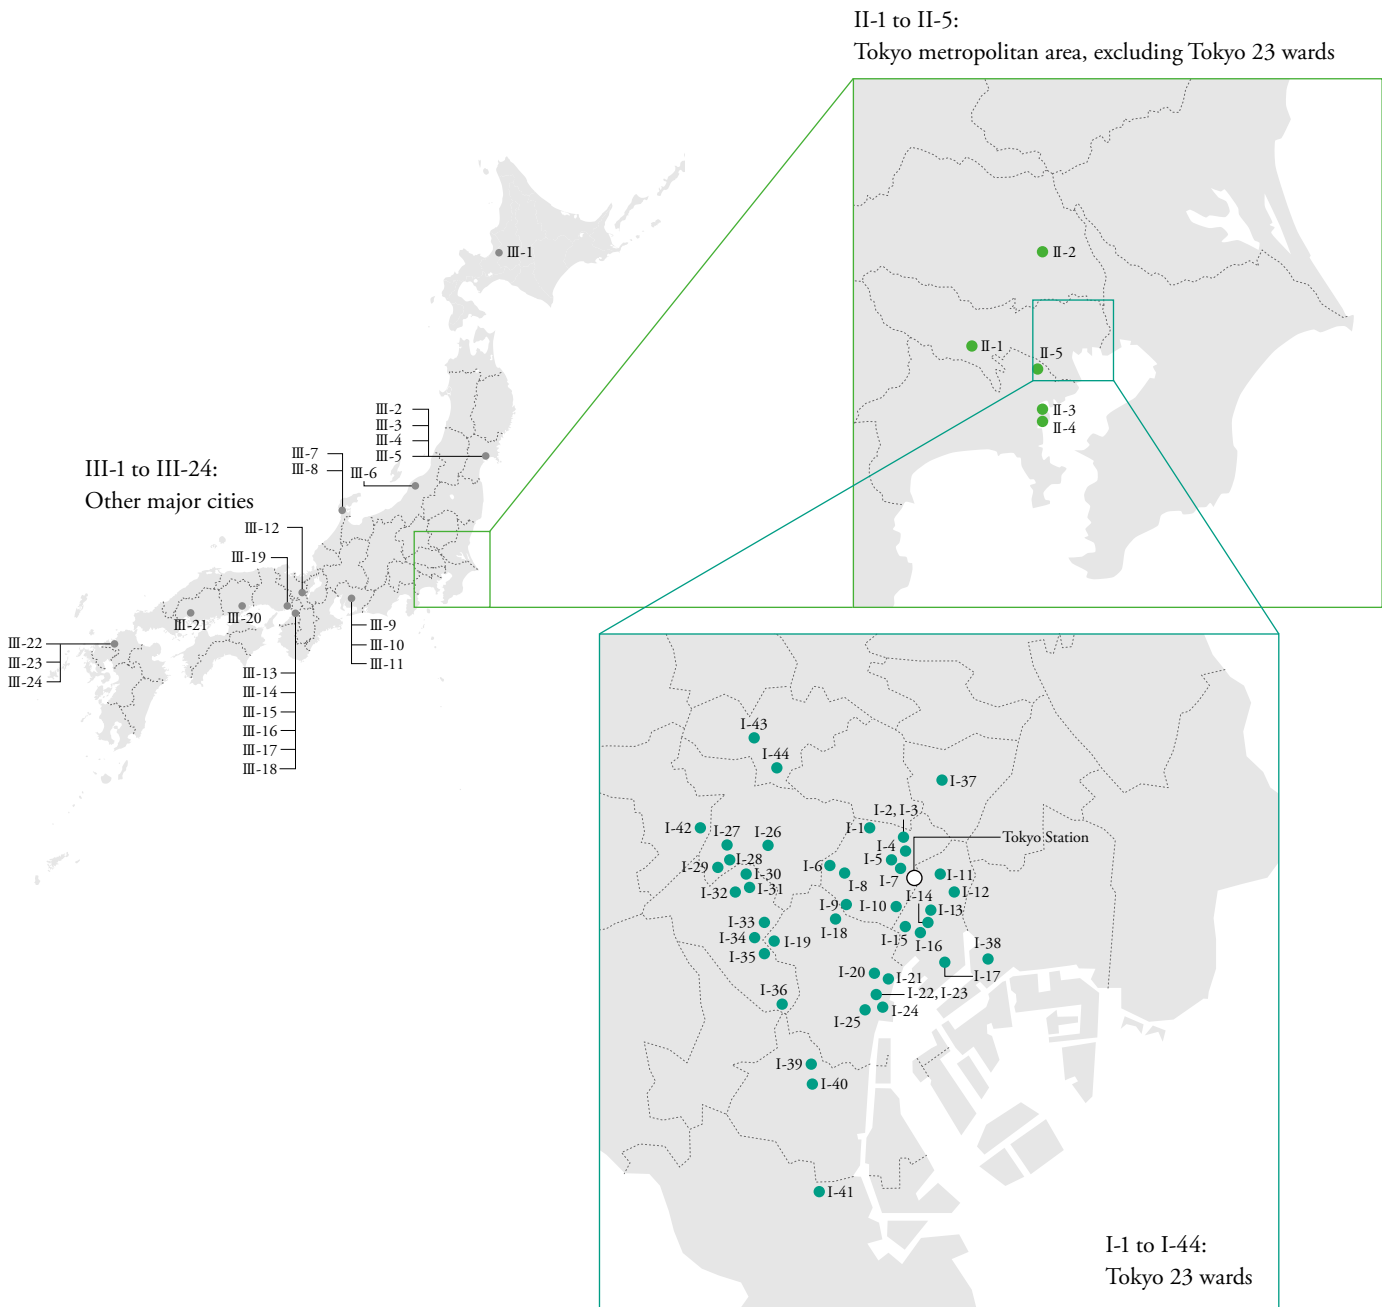 II-1 to II-5:
Tokyo metropolitan area, excluding Tokyo 23 wards
II-2
II-1
II-5
II-3
II-4
III-1
III-2
III-3
III-4
III-5
III-7
III-8
III-6
III-1 to III-24:
Other major cities
III-12
III-19
III-21
III-20
III-22
III-23
III-24
III-9
III-10
III-11
III-13
III-14
III-15
III-16
III-17
III-18
I-43
I-44
I-37
I-2, I-3
I-42
I-27
I-26
I-1
Tokyo Station
I-4
I-28
I-5
I-29
I-6
I-30
I-7
I-11
I-8
I-31
I-32
I-12
I-14
I-9
I-10
I-13
I-33
I-18
I-34
I-19
I-15
I-16
I-38
I-35
I-20
I-21
I-17
I-36
I-22, I-23
I-24
I-25
I-39
I-40
I-41
I-1 to I-44:
Tokyo 23 wards